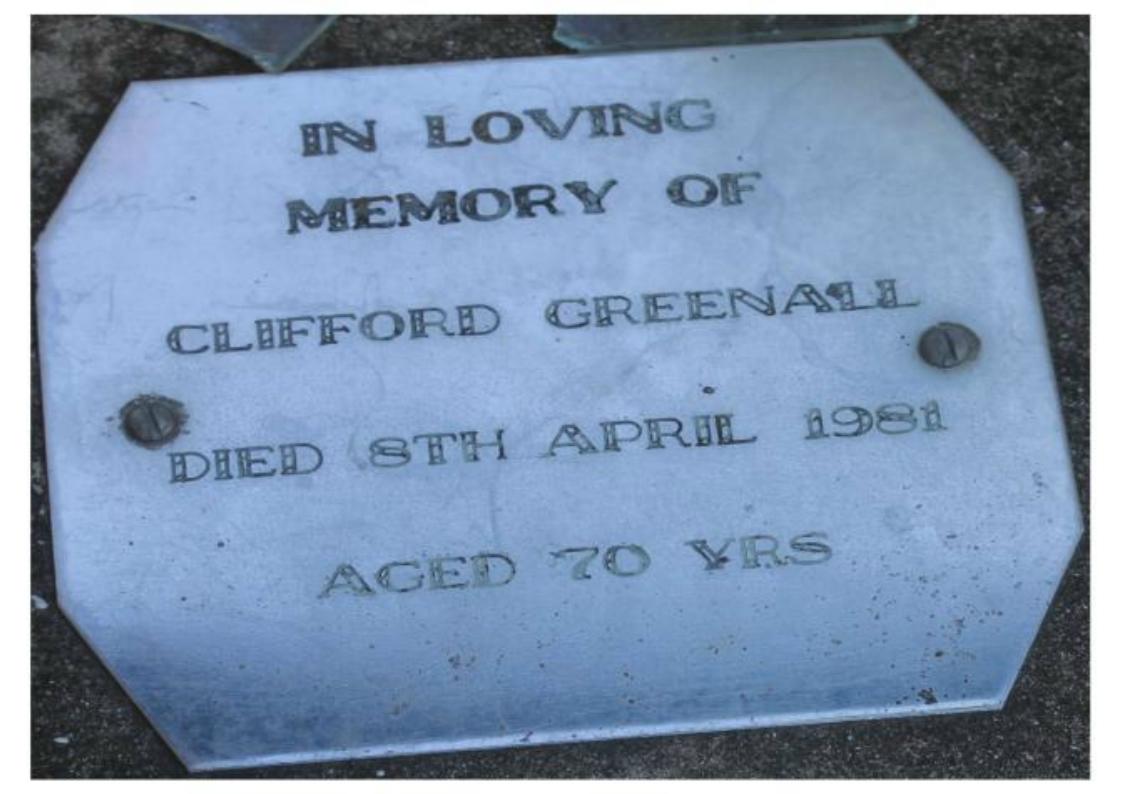 IN LOVING
MEMORY OF
CLIFFORD GREENALL
DIED 8TH APRIL 1981
AGED 70 YRS